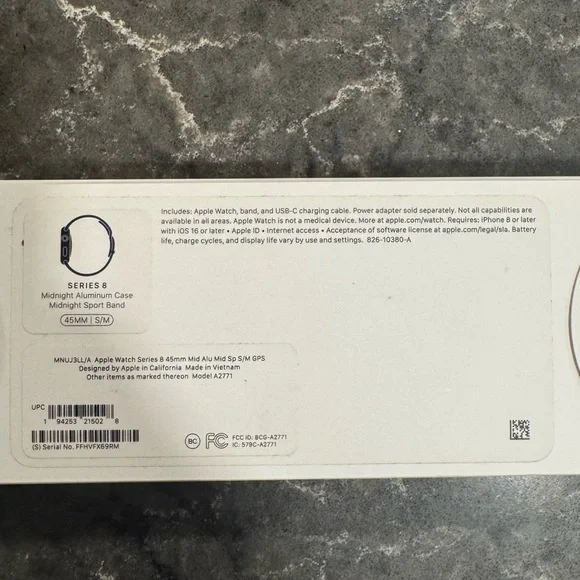 Includes: Apple Watch, band, and USB-C charging cable. Power adapter sold separately. Not all capabilities are
available in all areas. Apple Watch is not a medical device. More at apple.com/watch. Requires: iPhone 8 or later
with iOS 16 or later • Apple ID • Internet access • Acceptance of software license at apple.com/legal/sla. Battery
life, charge cycles, and display life vary by use and settings. 826-10380-A
SERIES 8
Midnight Aluminum Case
Midnight Sport Band
45MM | S/M
MNUJ3LL/A Apple Watch Series 8 45mm Mid Alu Mid Sp S/M GPS
Designed by Apple in California Made in Vietnam
Other items as marked thereon Model A2771
UPC
1 94253 21502 8
(S) Serial No. FFHVFX69RM
BC FC FCC ID: BCG-A2771
IC: 579C-A2771